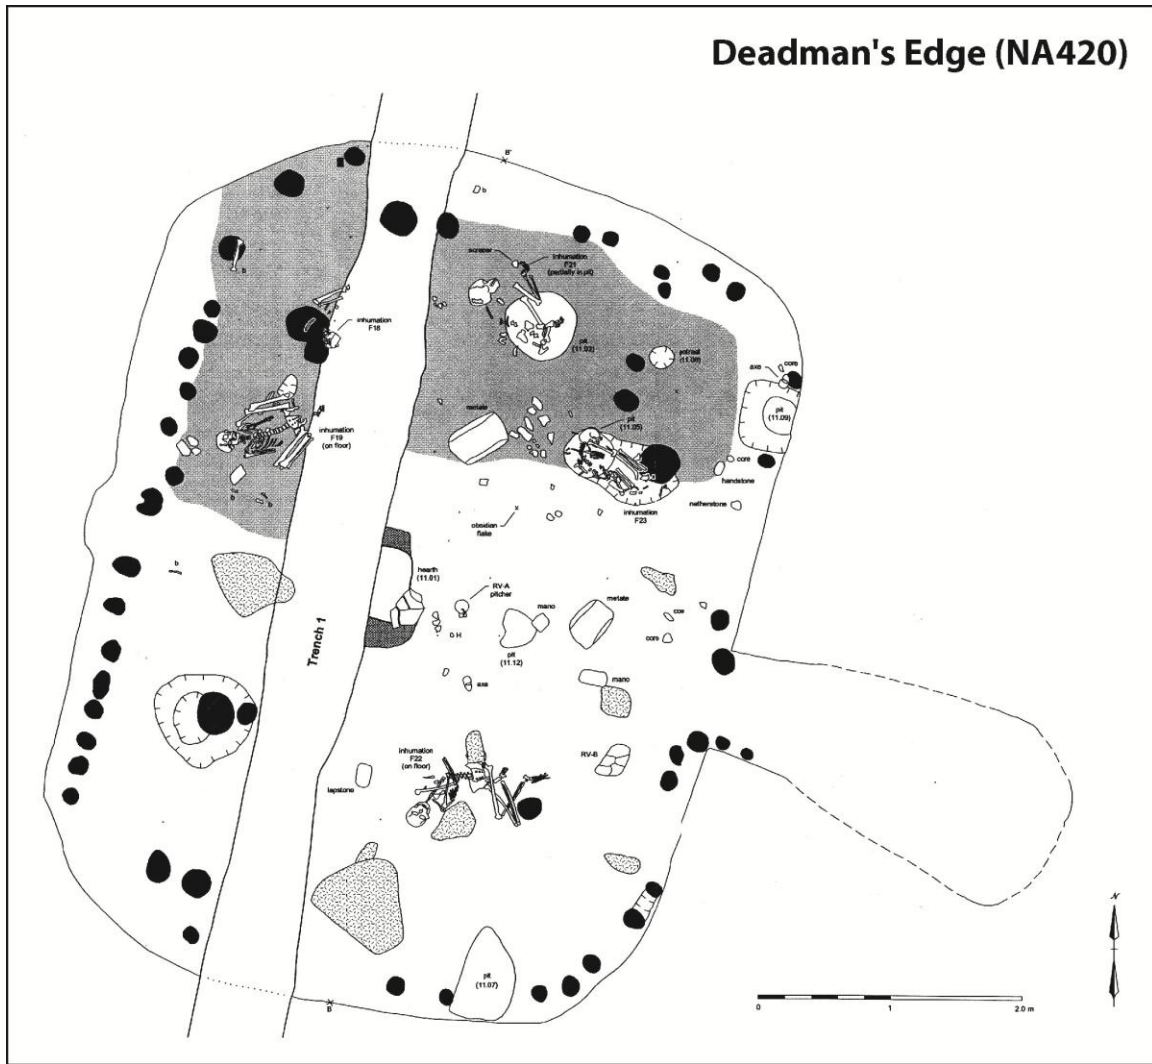 Deadman's Edge (NA420)
B'
b
scraper
inhumation
F21
(partially in pit)
b
inhumation
F18
pit
(11.02)
potrest
(11.08)
axe
core
pit
(11.09)
metate
pit
(11.05)
inhumation
F19
(on floor)
core
handstone
b
b
netherstone
inhumation
F23
obsidian
flake
b
hearth
(11.01)
RV-A
pitcher
mano
metate
core
core
G H
pit
(11.12)
Trench 1
axe
mano
inhumation
F22
(on floor)
RV-B
lapstone
pit
(11.07)
B
N
0
2.0 m